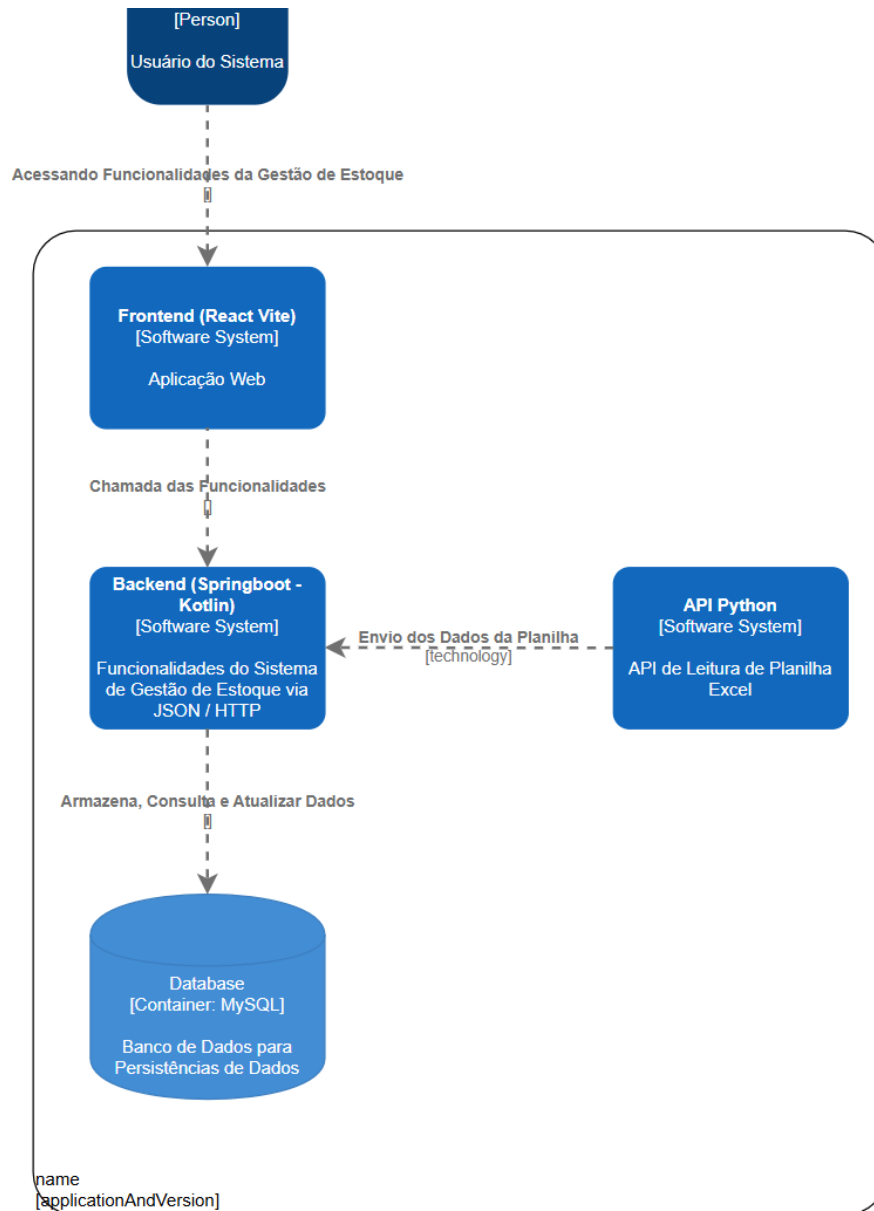 [Person]
Usuário do Sistema
Acessando Funcionalidades da Gestão de Estoque
[]
Frontend (React Vite)
[Software System]
Aplicação Web
Chamada das Funcionalidades
[]
Backend (Springboot -
Kotlin)
[Software System]
Funcionalidades do Sistema
de Gestão de Estoque via
JSON / HTTP
Envio dos Dados da Planilha
[technology]
API Python
[Software System]
API de Leitura de Planilha
Excel
Armazena, Consulta e Atualizar Dados
[]
Database
[Container: MySQL]
Banco de Dados para
Persistências de Dados
name
[applicationAndVersion]